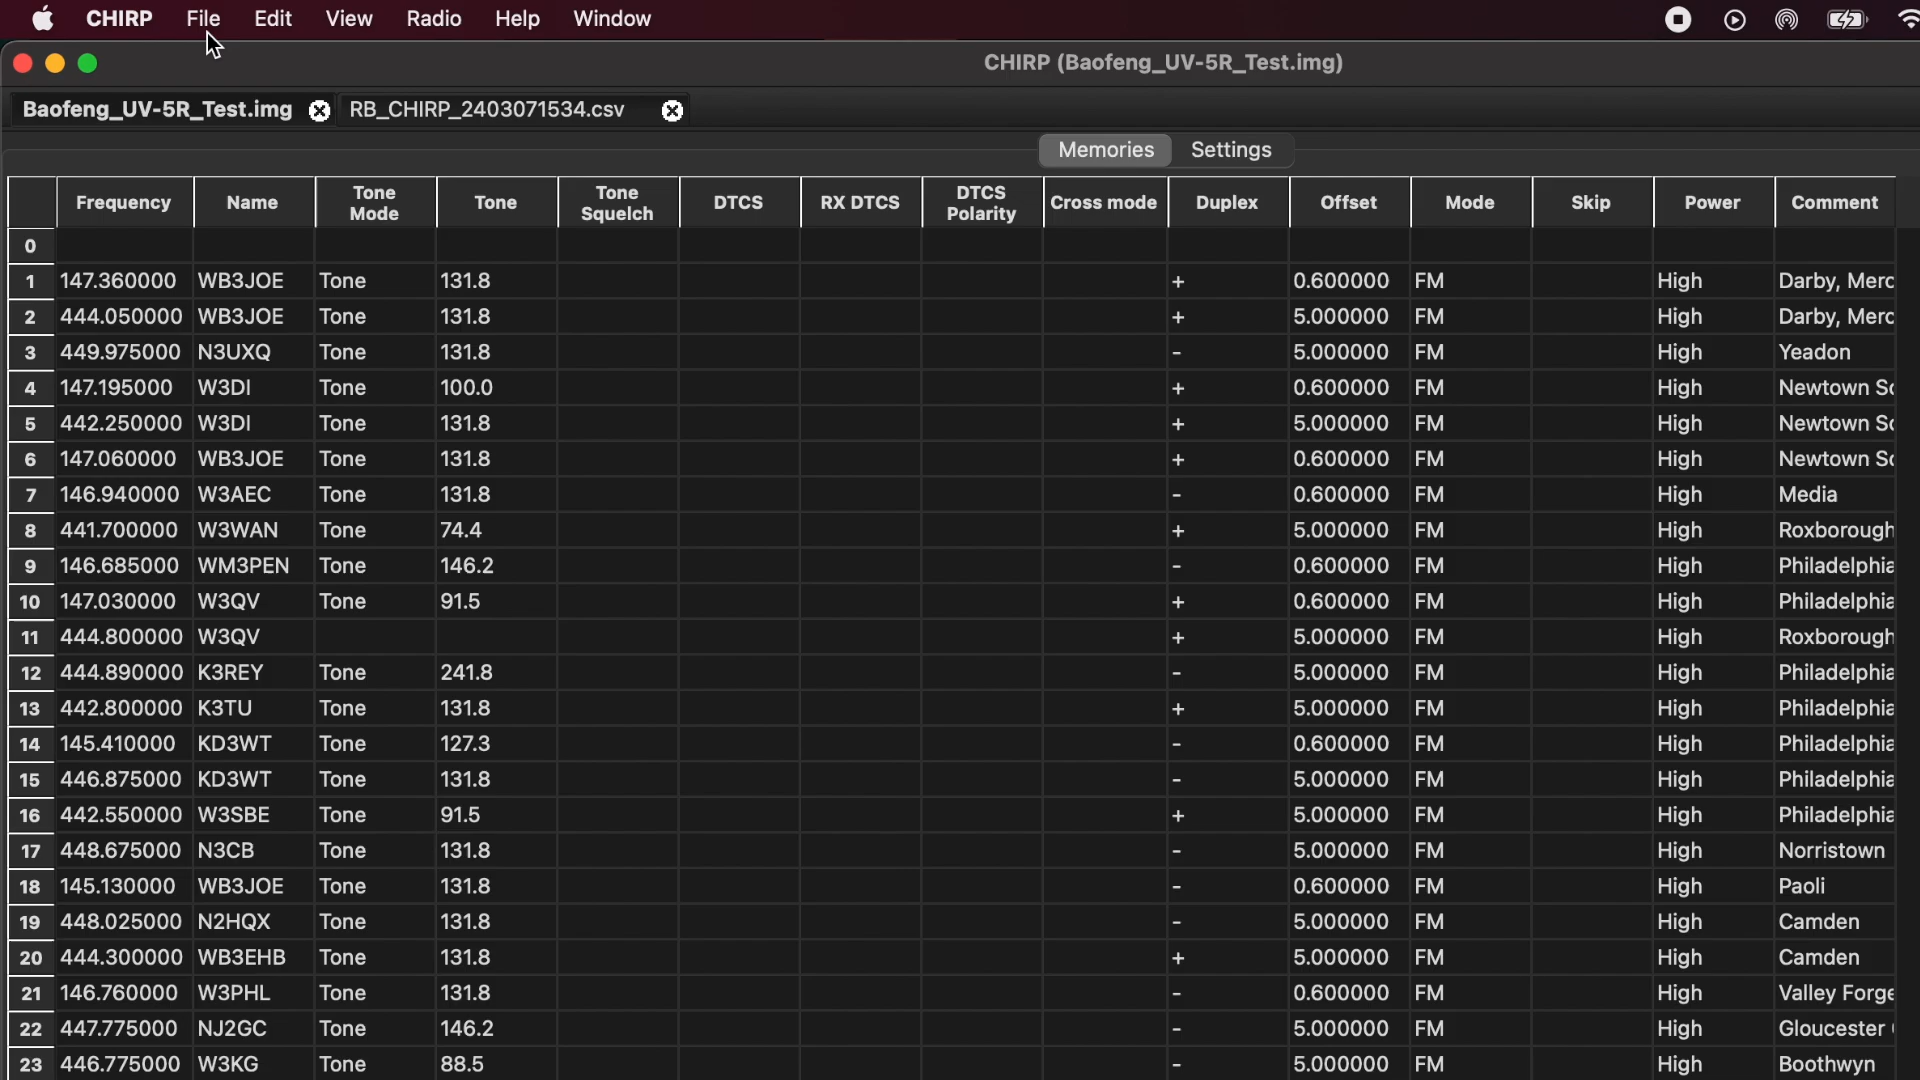 CHIRP File Edit View Radio Help Window
CHIRP (Baofeng_UV-5R_Test.img)
Baofeng_UV-5R_Test.img RB_CHIRP_2403071534.csv
Memories Settings
Frequency Name Tone Mode Tone Tone Squelch DTCS RX DTCS DTCS Polarity Cross mode Duplex Offset Mode Skip Power Comment
0
1 147.360000 WB3JOE Tone 131.8 + 0.600000 FM High Darby, Merc
2 444.050000 WB3JOE Tone 131.8 + 5.000000 FM High Darby, Merc
3 449.975000 N3UXQ Tone 131.8 - 5.000000 FM High Yeadon
4 147.195000 W3DI Tone 100.0 + 0.600000 FM High Newtown Sc
5 442.250000 W3DI Tone 131.8 + 5.000000 FM High Newtown Sc
6 147.060000 WB3JOE Tone 131.8 + 0.600000 FM High Newtown Sc
7 146.940000 W3AEC Tone 131.8 - 0.600000 FM High Media
8 441.700000 W3WAN Tone 74.4 + 5.000000 FM High Roxborough
9 146.685000 WM3PEN Tone 146.2 - 0.600000 FM High Philadelphia
10 147.030000 W3QV Tone 91.5 + 0.600000 FM High Philadelphia
11 444.800000 W3QV + 5.000000 FM High Roxborough
12 444.890000 K3REY Tone 241.8 - 5.000000 FM High Philadelphia
13 442.800000 K3TU Tone 131.8 + 5.000000 FM High Philadelphia
14 145.410000 KD3WT Tone 127.3 - 0.600000 FM High Philadelphia
15 446.875000 KD3WT Tone 131.8 - 5.000000 FM High Philadelphia
16 442.550000 W3SBE Tone 91.5 + 5.000000 FM High Philadelphia
17 448.675000 N3CB Tone 131.8 - 5.000000 FM High Norristown
18 145.130000 WB3JOE Tone 131.8 - 0.600000 FM High Paoli
19 448.025000 N2HQX Tone 131.8 - 5.000000 FM High Camden
20 444.300000 WB3EHB Tone 131.8 + 5.000000 FM High Camden
21 146.760000 W3PHL Tone 131.8 - 0.600000 FM High Valley Forge
22 447.775000 NJ2GC Tone 146.2 - 5.000000 FM High Gloucester
23 446.775000 W3KG Tone 88.5 - 5.000000 FM High Boothwyn